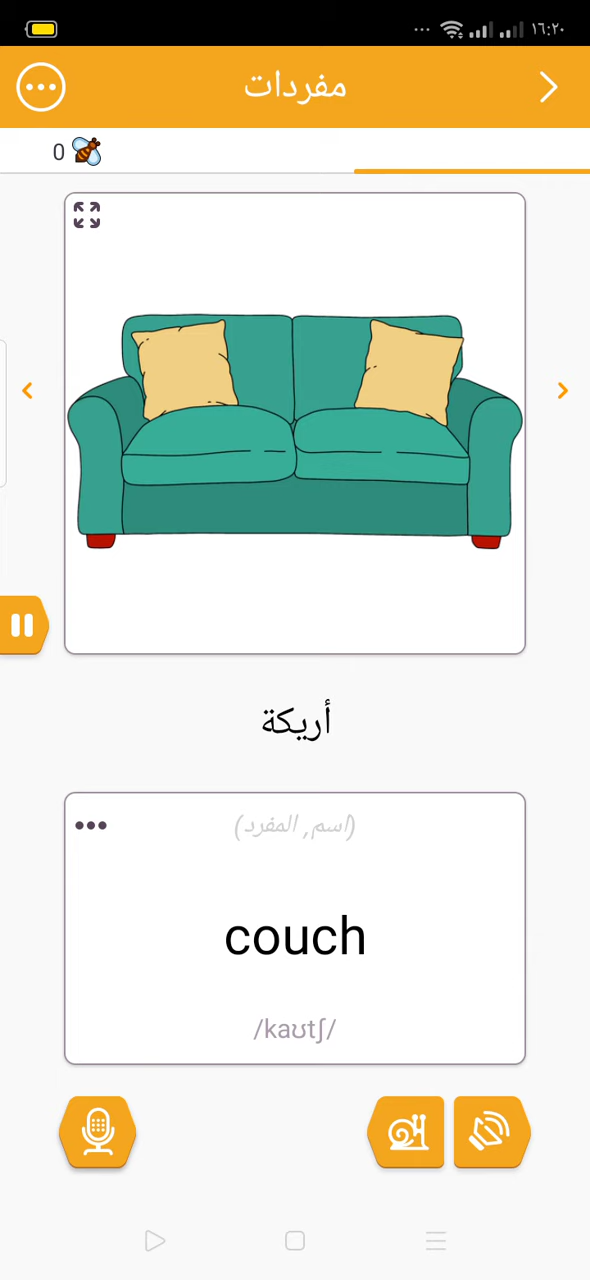 ١٦:٢٠
مفردات
0
أريكة
(اسم, المفرد)
couch
/kaʊtʃ/